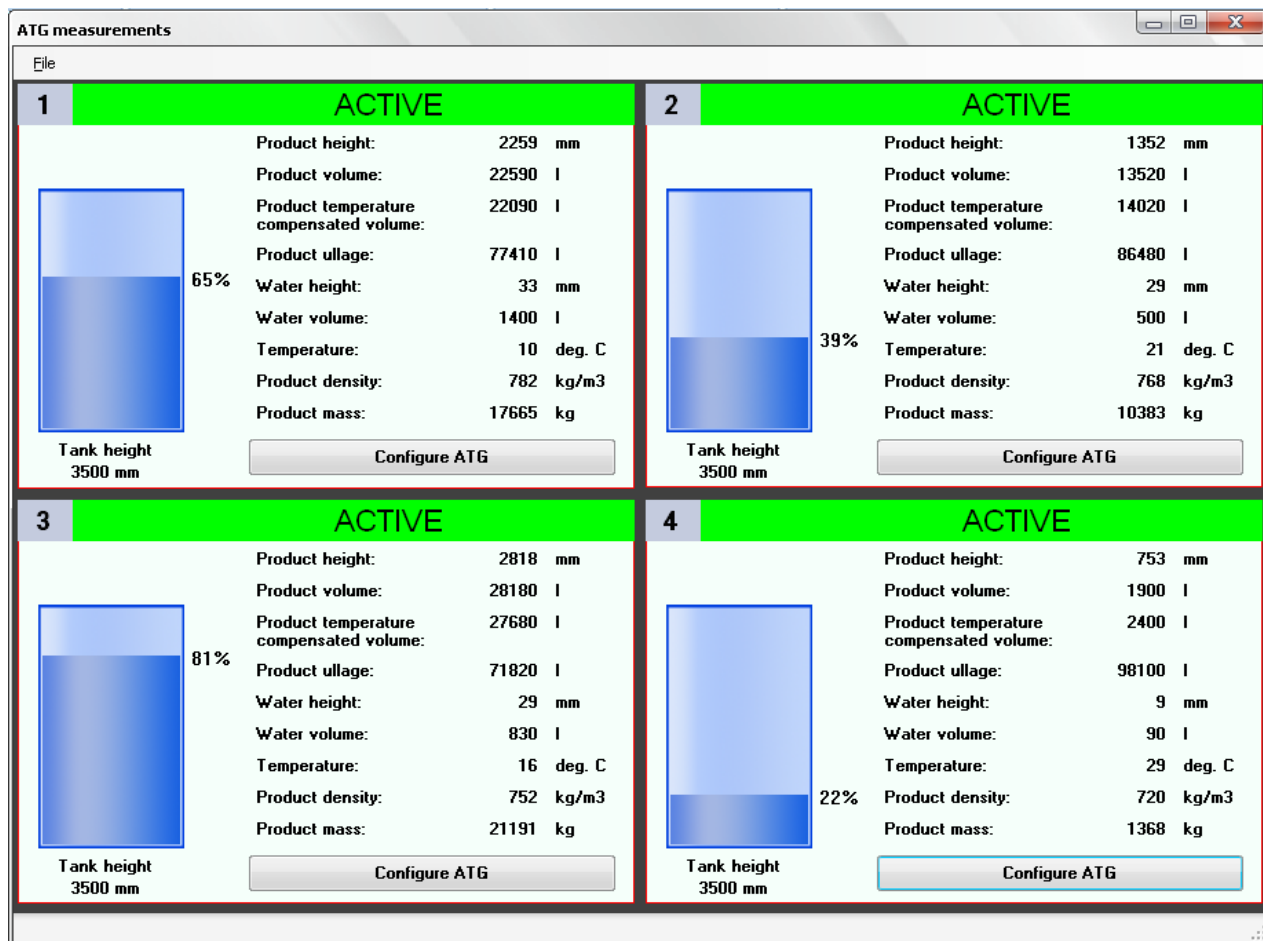 ATG measurements
File
1 ACTIVE
Product height: 2259 mm
Product volume: 22590 l
Product temperature compensated volume: 22090 l
Product ullage: 77410 l
65%
Water height: 33 mm
Water volume: 1400 l
Temperature: 10 deg. C
Product density: 782 kg/m3
Product mass: 17665 kg
Tank height
3500 mm
Configure ATG
2 ACTIVE
Product height: 1352 mm
Product volume: 13520 l
Product temperature compensated volume: 14020 l
Product ullage: 86480 l
Water height: 29 mm
Water volume: 500 l
39%
Temperature: 21 deg. C
Product density: 768 kg/m3
Product mass: 10383 kg
Tank height
3500 mm
Configure ATG
3 ACTIVE
Product height: 2818 mm
Product volume: 28180 l
Product temperature compensated volume: 27680 l
81%
Product ullage: 71820 l
Water height: 29 mm
Water volume: 830 l
Temperature: 16 deg. C
Product density: 752 kg/m3
Product mass: 21191 kg
Tank height
3500 mm
Configure ATG
4 ACTIVE
Product height: 753 mm
Product volume: 1900 l
Product temperature compensated volume: 2400 l
Product ullage: 98100 l
Water height: 9 mm
Water volume: 90 l
Temperature: 29 deg. C
22%
Product density: 720 kg/m3
Product mass: 1368 kg
Tank height
3500 mm
Configure ATG